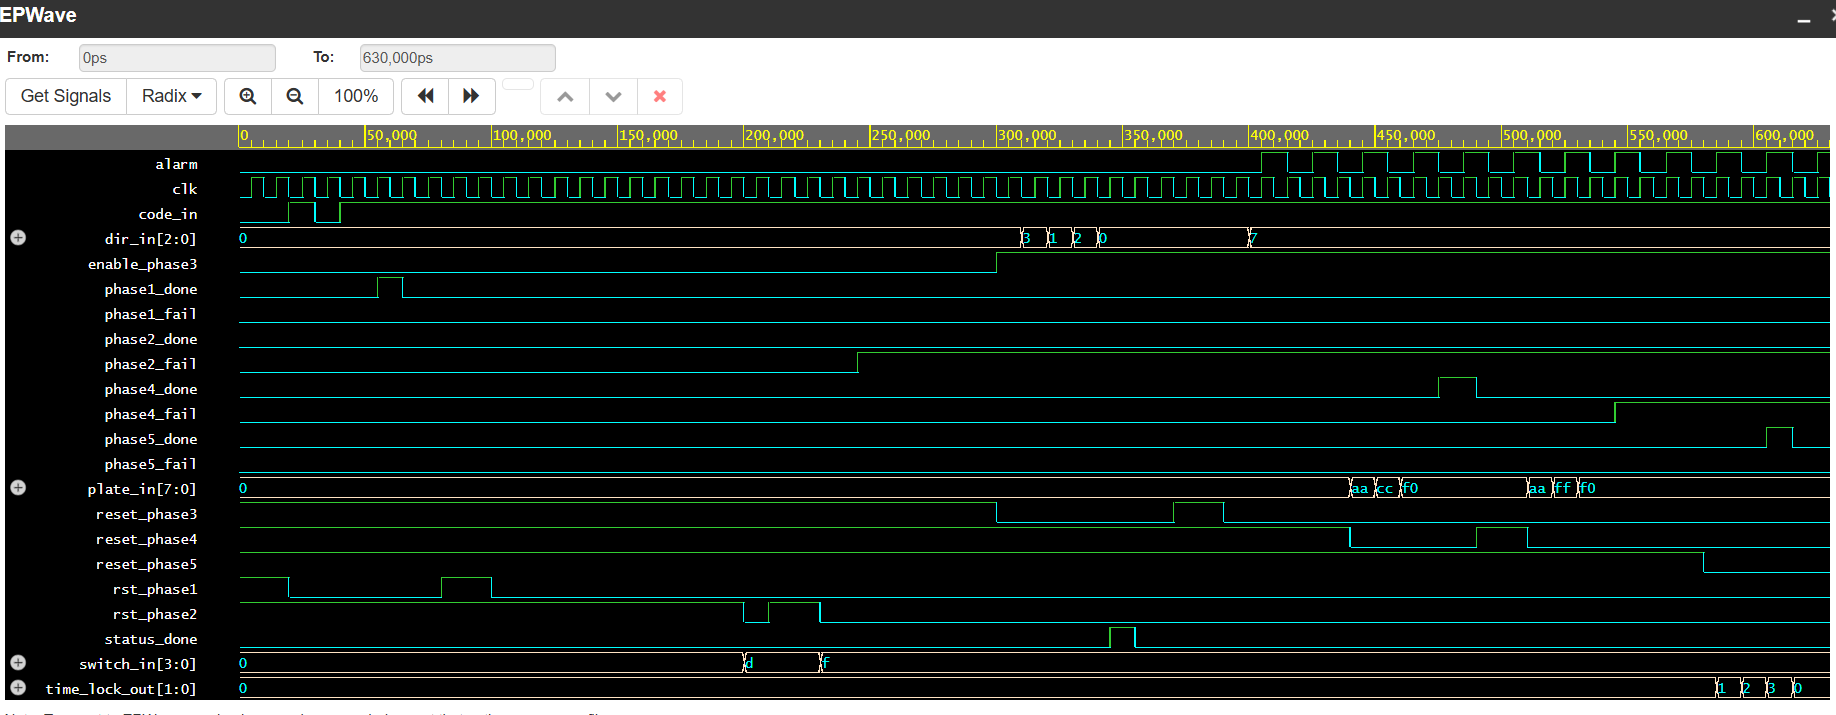 EPWave
From: 0ps To: 630,000ps
Get Signals Radix 100%
0 50,000 100,000 150,000 200,000 250,000 300,000 350,000 400,000 450,000 500,000 550,000 600,000
alarm
clk
code_in
dir_in[2:0] 0 3 1 2 0 7
enable_phase3
phase1_done
phase1_fail
phase2_done
phase2_fail
phase4_done
phase4_fail
phase5_done
phase5_fail
plate_in[7:0] 0 aa cc f0 aa ff f0
reset_phase3
reset_phase4
reset_phase5
rst_phase1
rst_phase2
status_done
switch_in[3:0] 0 d f
time_lock_out[1:0] 0 1 2 3 0